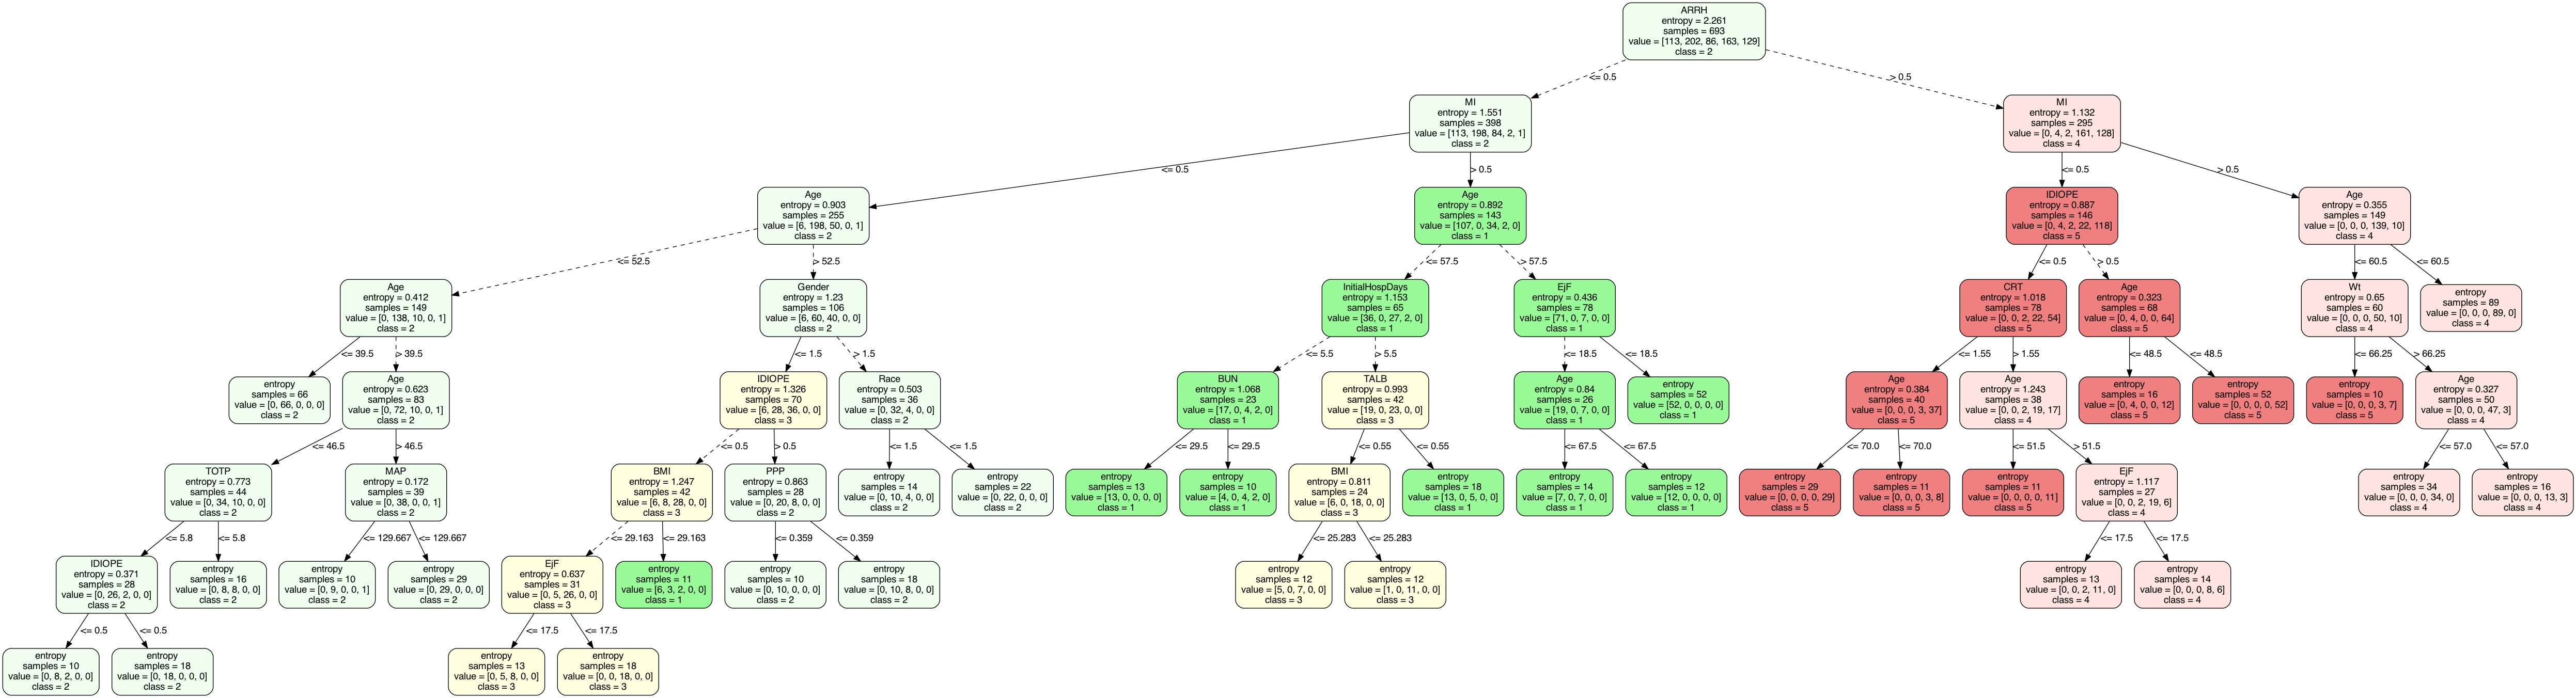 ARRH
entropy = 2.261
samples = 693
value = [113, 202, 86, 163, 129]
class = 2
<= 0.5
> 0.5
MI
entropy = 1.551
samples = 398
value = [113, 198, 84, 2, 1]
class = 2
MI
entropy = 1.132
samples = 295
value = [0, 4, 2, 161, 128]
class = 4
<= 0.5
> 0.5
<= 0.5
> 0.5
Age
entropy = 0.903
samples = 255
value = [6, 198, 50, 0, 1]
class = 2
Age
entropy = 0.892
samples = 143
value = [107, 0, 34, 2, 0]
class = 1
IDIOPE
entropy = 0.887
samples = 146
value = [0, 4, 2, 22, 118]
class = 5
Age
entropy = 0.355
samples = 149
value = [0, 0, 0, 139, 10]
class = 4
<= 52.5
> 52.5
<= 57.5
> 57.5
<= 0.5
> 0.5
<= 60.5
<= 60.5
Age
entropy = 0.412
samples = 149
value = [0, 138, 10, 0, 1]
class = 2
Gender
entropy = 1.23
samples = 106
value = [6, 60, 40, 0, 0]
class = 2
InitialHospDays
entropy = 1.153
samples = 65
value = [36, 0, 27, 2, 0]
class = 1
EjF
entropy = 0.436
samples = 78
value = [71, 0, 7, 0, 0]
class = 1
CRT
entropy = 1.018
samples = 78
value = [0, 0, 2, 22, 54]
class = 5
Age
entropy = 0.323
samples = 68
value = [0, 4, 0, 0, 64]
class = 5
Wt
entropy = 0.65
samples = 60
value = [0, 0, 0, 50, 10]
class = 4
entropy
samples = 89
value = [0, 0, 0, 89, 0]
class = 4
<= 39.5
> 39.5
<= 1.5
> 1.5
<= 5.5
> 5.5
<= 18.5
<= 18.5
<= 1.55
> 1.55
<= 48.5
<= 48.5
<= 66.25
> 66.25
entropy
samples = 66
value = [0, 66, 0, 0, 0]
class = 2
Age
entropy = 0.623
samples = 83
value = [0, 72, 10, 0, 1]
class = 2
IDIOPE
entropy = 1.326
samples = 70
value = [6, 28, 36, 0, 0]
class = 3
Race
entropy = 0.503
samples = 36
value = [0, 32, 4, 0, 0]
class = 2
BUN
entropy = 1.068
samples = 23
value = [17, 0, 4, 2, 0]
class = 1
TALB
entropy = 0.993
samples = 42
value = [19, 0, 23, 0, 0]
class = 3
Age
entropy = 0.84
samples = 26
value = [19, 0, 7, 0, 0]
class = 1
entropy
samples = 52
value = [52, 0, 0, 0, 0]
class = 1
Age
entropy = 0.384
samples = 40
value = [0, 0, 0, 3, 37]
class = 5
Age
entropy = 1.243
samples = 38
value = [0, 0, 2, 19, 17]
class = 4
entropy
samples = 16
value = [0, 4, 0, 0, 12]
class = 5
entropy
samples = 52
value = [0, 0, 0, 0, 52]
class = 5
entropy
samples = 10
value = [0, 0, 0, 3, 7]
class = 5
Age
entropy = 0.327
samples = 50
value = [0, 0, 0, 47, 3]
class = 4
<= 46.5
> 46.5
<= 0.5
> 0.5
<= 1.5
<= 1.5
<= 29.5
<= 29.5
<= 0.55
<= 0.55
<= 67.5
<= 67.5
<= 70.0
<= 70.0
<= 51.5
> 51.5
<= 57.0
<= 57.0
TOTP
entropy = 0.773
samples = 44
value = [0, 34, 10, 0, 0]
class = 2
MAP
entropy = 0.172
samples = 39
value = [0, 38, 0, 0, 1]
class = 2
BMI
entropy = 1.247
samples = 42
value = [6, 8, 28, 0, 0]
class = 3
PPP
entropy = 0.863
samples = 28
value = [0, 20, 8, 0, 0]
class = 2
entropy
samples = 14
value = [0, 10, 4, 0, 0]
class = 2
entropy
samples = 22
value = [0, 22, 0, 0, 0]
class = 2
entropy
samples = 13
value = [13, 0, 0, 0, 0]
class = 1
entropy
samples = 10
value = [4, 0, 4, 2, 0]
class = 1
BMI
entropy = 0.811
samples = 24
value = [6, 0, 18, 0, 0]
class = 3
entropy
samples = 18
value = [13, 0, 5, 0, 0]
class = 1
entropy
samples = 14
value = [7, 0, 7, 0, 0]
class = 1
entropy
samples = 12
value = [12, 0, 0, 0, 0]
class = 1
entropy
samples = 29
value = [0, 0, 0, 0, 29]
class = 5
entropy
samples = 11
value = [0, 0, 0, 3, 8]
class = 5
entropy
samples = 11
value = [0, 0, 0, 0, 11]
class = 5
EjF
entropy = 1.117
samples = 27
value = [0, 0, 2, 19, 6]
class = 4
entropy
samples = 34
value = [0, 0, 0, 34, 0]
class = 4
entropy
samples = 16
value = [0, 0, 0, 13, 3]
class = 4
<= 5.8
<= 5.8
<= 129.667
<= 129.667
<= 29.163
<= 29.163
<= 0.359
<= 0.359
<= 25.283
<= 25.283
<= 17.5
<= 17.5
IDIOPE
entropy = 0.371
samples = 28
value = [0, 26, 2, 0, 0]
class = 2
entropy
samples = 16
value = [0, 8, 8, 0, 0]
class = 2
entropy
samples = 10
value = [0, 9, 0, 0, 1]
class = 2
entropy
samples = 29
value = [0, 29, 0, 0, 0]
class = 2
EjF
entropy = 0.637
samples = 31
value = [0, 5, 26, 0, 0]
class = 3
entropy
samples = 11
value = [6, 3, 2, 0, 0]
class = 1
entropy
samples = 10
value = [0, 10, 0, 0, 0]
class = 2
entropy
samples = 18
value = [0, 10, 8, 0, 0]
class = 2
entropy
samples = 12
value = [5, 0, 7, 0, 0]
class = 3
entropy
samples = 12
value = [1, 0, 11, 0, 0]
class = 3
entropy
samples = 13
value = [0, 0, 2, 11, 0]
class = 4
entropy
samples = 14
value = [0, 0, 0, 8, 6]
class = 4
<= 0.5
<= 0.5
<= 17.5
<= 17.5
entropy
samples = 10
value = [0, 8, 2, 0, 0]
class = 2
entropy
samples = 18
value = [0, 18, 0, 0, 0]
class = 2
entropy
samples = 13
value = [0, 5, 8, 0, 0]
class = 3
entropy
samples = 18
value = [0, 0, 18, 0, 0]
class = 3